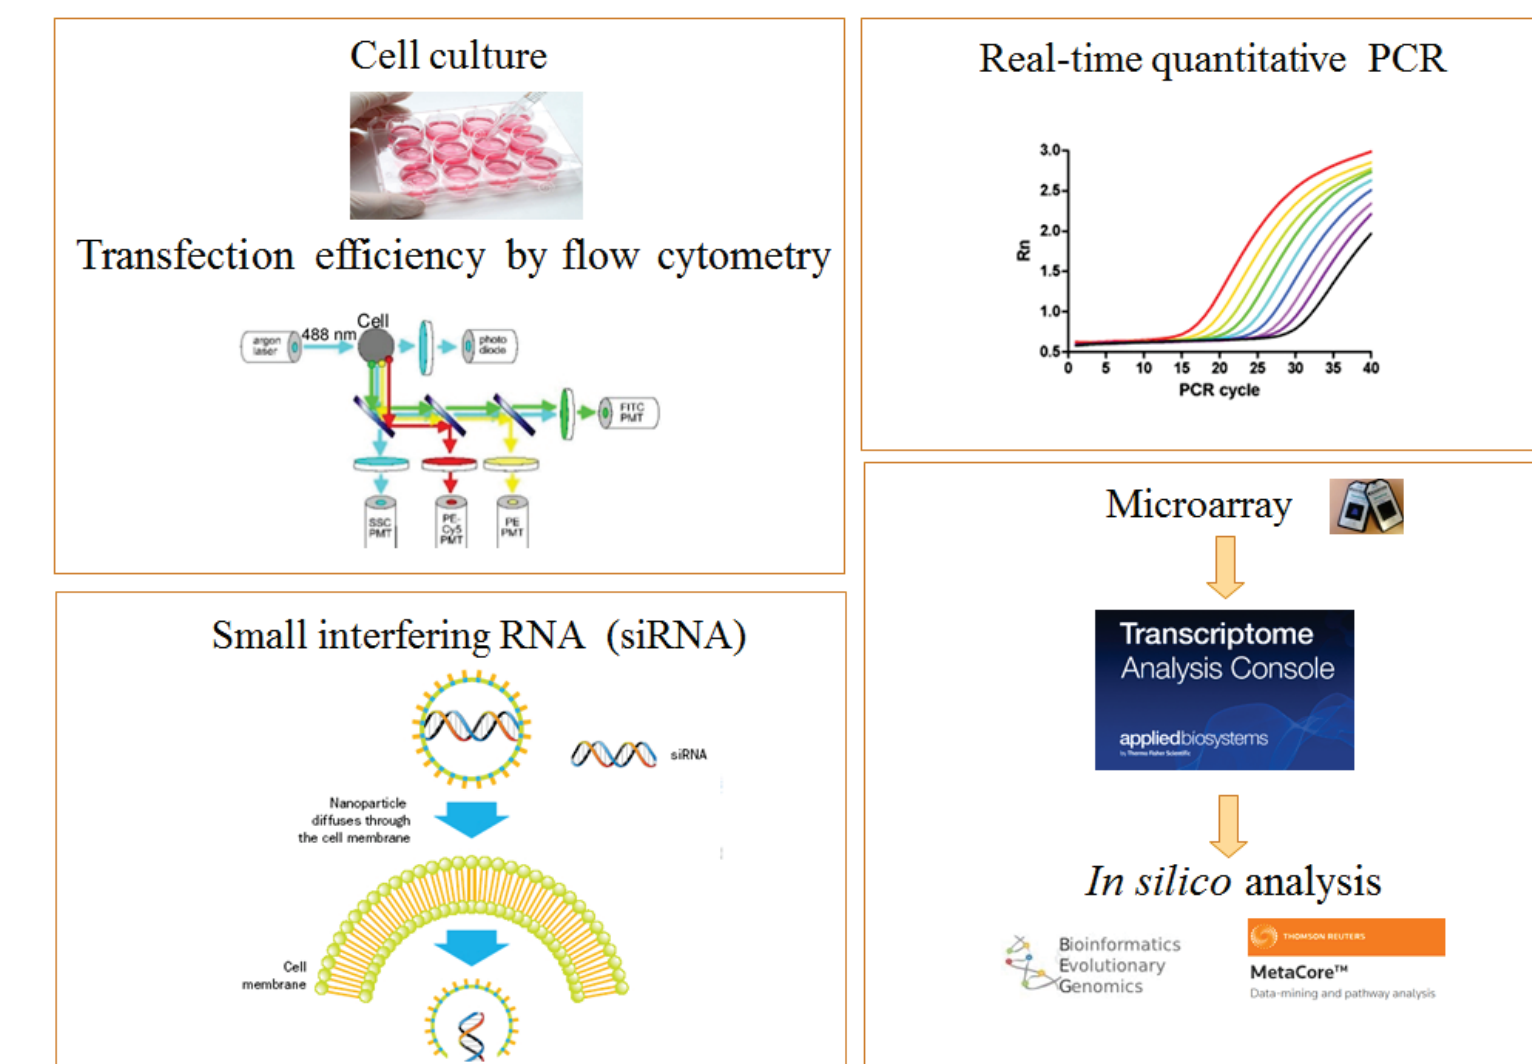 Cell culture
Transfection efficiency by flow cytometry
argon
laser
488 nm
Cell
photo
diode
FITC
PMT
SSC
PMT
PE-
Cy5
PMT
PE
PMT
Small interfering RNA (siRNA)
siRNA
Nanoparticle
diffuses through
the cell membrane
Cell
membrane
Real-time quantitative PCR
3.0
2.5
2.0
1.5
1.0
0.5
Rn
0 5 10 15 20 25 30 35 40
PCR cycle
Microarray
Transcriptome
Analysis Console
appliedbiosystems
by Thermo Fisher Scientific
In silico analysis
Bioinformatics
Evolutionary
Genomics
THOMSON REUTERS
MetaCore™
Data-mining and pathway analysis